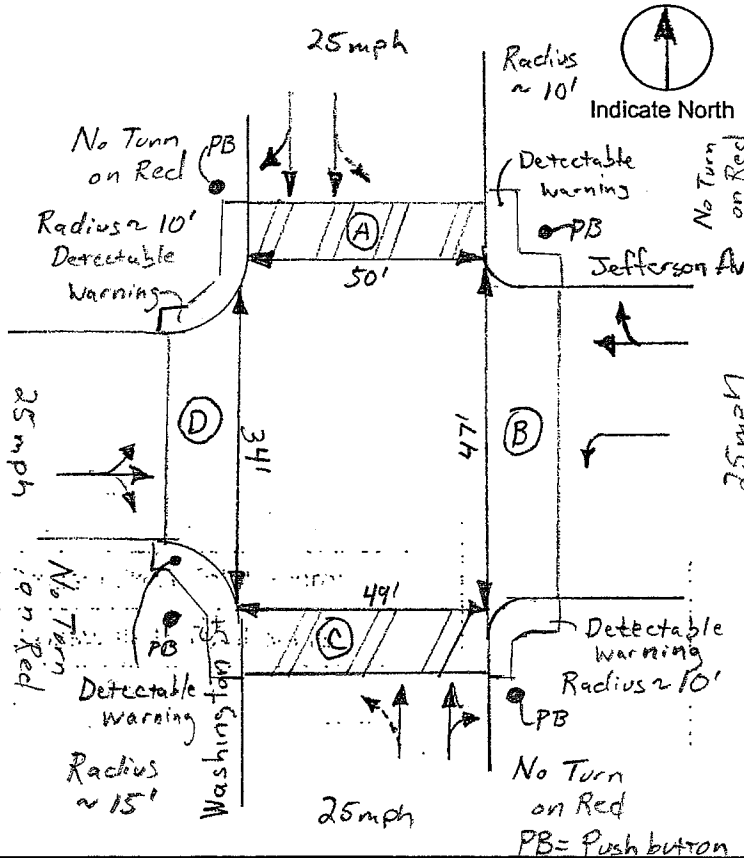 25mph
Radius
~ 10'
Indicate North
No Turn
on Red
PB
Detectable
warning
No Turn
on Red
Radius ~ 10'
Detectable
Warning
A
PB
50'
Jefferson Av
25mph
D
34'
47'
B
25mph
49'
No Turn
on Red
PB
C
Detectable
warning
Detectable
Warning
Radius ~ 10'
Washington St
PB
Radius
~ 15'
25mph
No Turn
on Red
PB= Push button